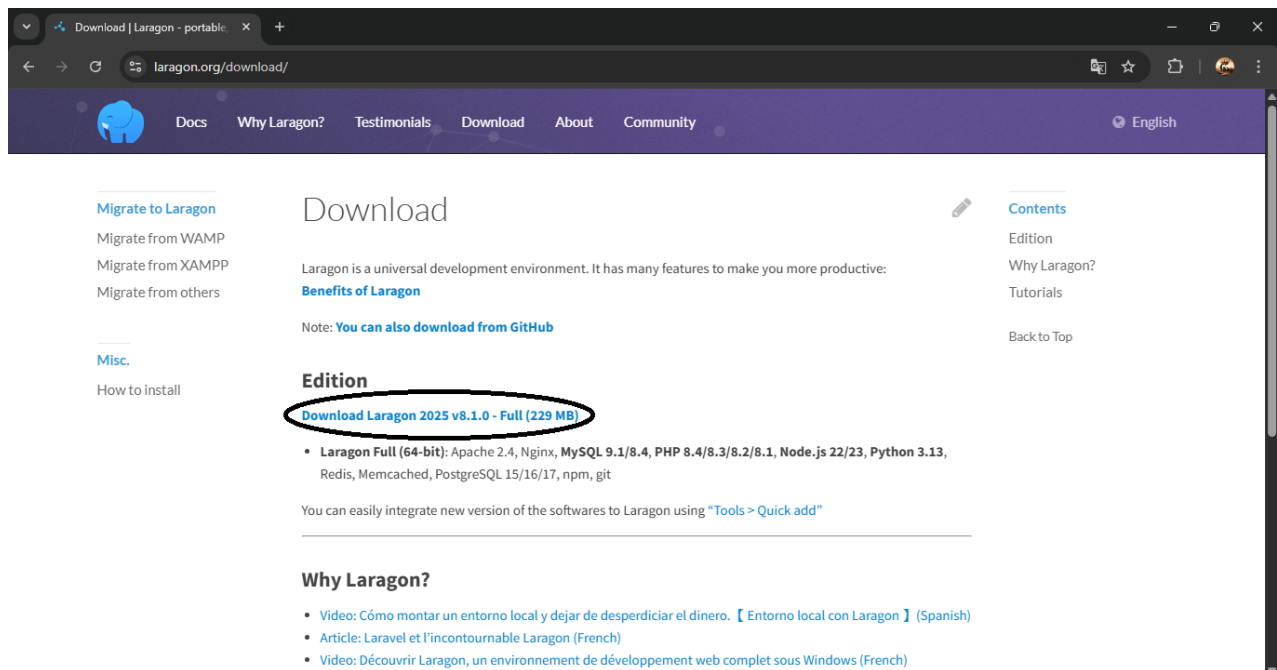 Download | Laragon - portable,
laragon.org/download/
Docs Why Laragon? Testimonials Download About Community English
Migrate to Laragon
Migrate from WAMP
Migrate from XAMPP
Migrate from others
Misc.
How to install
Download
Laragon is a universal development environment. It has many features to make you more productive:
Benefits of Laragon
Note: You can also download from GitHub
Edition
Download Laragon 2025 v8.1.0 - Full (229 MB)
• Laragon Full (64-bit): Apache 2.4, Nginx, MySQL 9.1/8.4, PHP 8.4/8.3/8.2/8.1, Node.js 22/23, Python 3.13,
Redis, Memcached, PostgreSQL 15/16/17, npm, git
You can easily integrate new version of the softwares to Laragon using “Tools > Quick add”
Why Laragon?
• Video: Cómo montar un entorno local y dejar de desperdiciar el dinero.【 Entorno local con Laragon 】(Spanish)
• Article: Laravel et l’incontournable Laragon (French)
• Video: Découvrir Laragon, un environnement de développement web complet sous Windows (French)
Contents
Edition
Why Laragon?
Tutorials
Back to Top